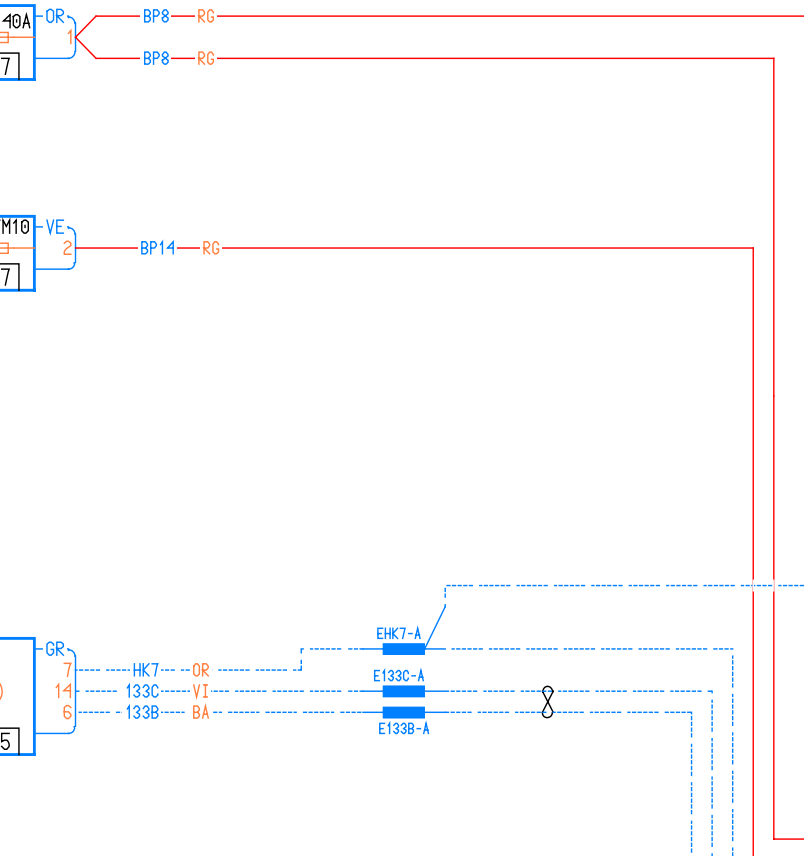 40A OR BP8 RG
1
7 BP8 RG
M10 VE
2 BP14 RG
7
EHK7-A
GR
7 HK7 OR
E133C-A
14 133C VI
6 133B BA
E133B-A
5